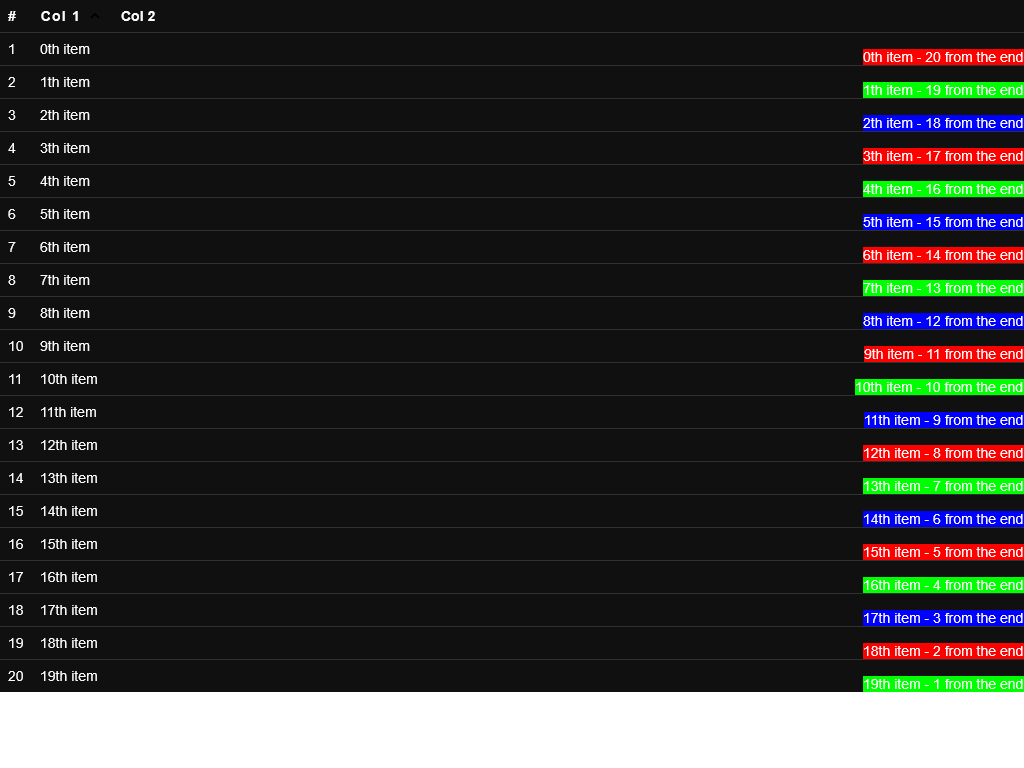 # Col 1 Col 2
1 0th item 0th item - 20 from the end
2 1th item 1th item - 19 from the end
3 2th item 2th item - 18 from the end
4 3th item 3th item - 17 from the end
5 4th item 4th item - 16 from the end
6 5th item 5th item - 15 from the end
7 6th item 6th item - 14 from the end
8 7th item 7th item - 13 from the end
9 8th item 8th item - 12 from the end
10 9th item 9th item - 11 from the end
11 10th item 10th item - 10 from the end
12 11th item 11th item - 9 from the end
13 12th item 12th item - 8 from the end
14 13th item 13th item - 7 from the end
15 14th item 14th item - 6 from the end
16 15th item 15th item - 5 from the end
17 16th item 16th item - 4 from the end
18 17th item 17th item - 3 from the end
19 18th item 18th item - 2 from the end
20 19th item 19th item - 1 from the end